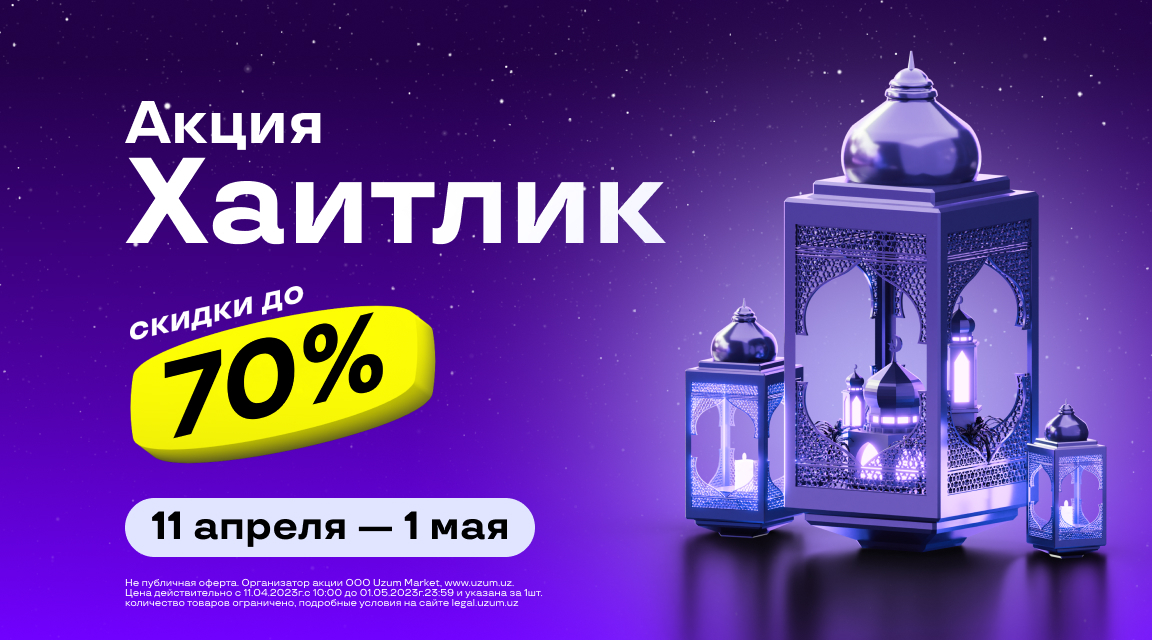 Акция
Хаитлик
скидки до
70%
11 апреля — 1 мая
Не публичная оферта. Организатор акции ООО Uzum Market, www.uzum.uz.
Цена действительно с 11.04.2023г.с 10:00 до 01.05.2023г.23:59 и указана за 1шт.
количество товаров ограничено, подробные условия на сайте legal.uzum.uz